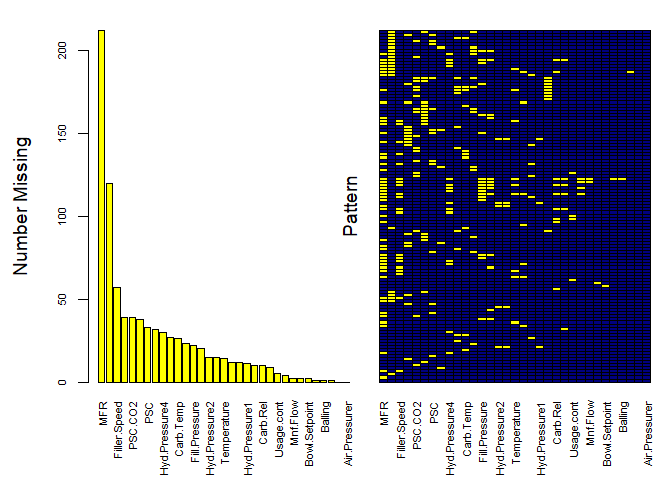 Number Missing
200
150
100
50
0
MFR
Filler.Speed
PSC.CO2
PSC
Hyd.Pressure4
Carb.Temp
Fill.Pressure
Hyd.Pressure2
Temperature
Hyd.Pressure1
Carb.Rel
Usage.cont
Mnf.Flow
Bowl.Setpoint
Balling
Air.Pressurer
Pattern
MFR
Filler.Speed
PSC.CO2
PSC
Hyd.Pressure4
Carb.Temp
Fill.Pressure
Hyd.Pressure2
Temperature
Hyd.Pressure1
Carb.Rel
Usage.cont
Mnf.Flow
Bowl.Setpoint
Balling
Air.Pressurer